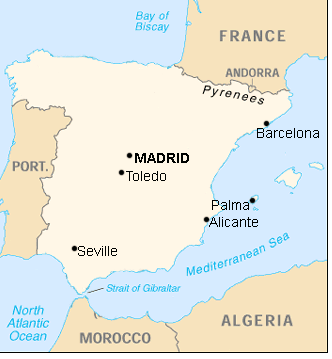 Bay of
Biscay
FRANCE
ANDORRA
Pyrenees
Barcelona
MADRID
PORT.
Toledo
Palma
Alicante
Seville
Mediterranean Sea
Strait of Gibraltar
North
Atlantic
Ocean
ALGERIA
MOROCCO